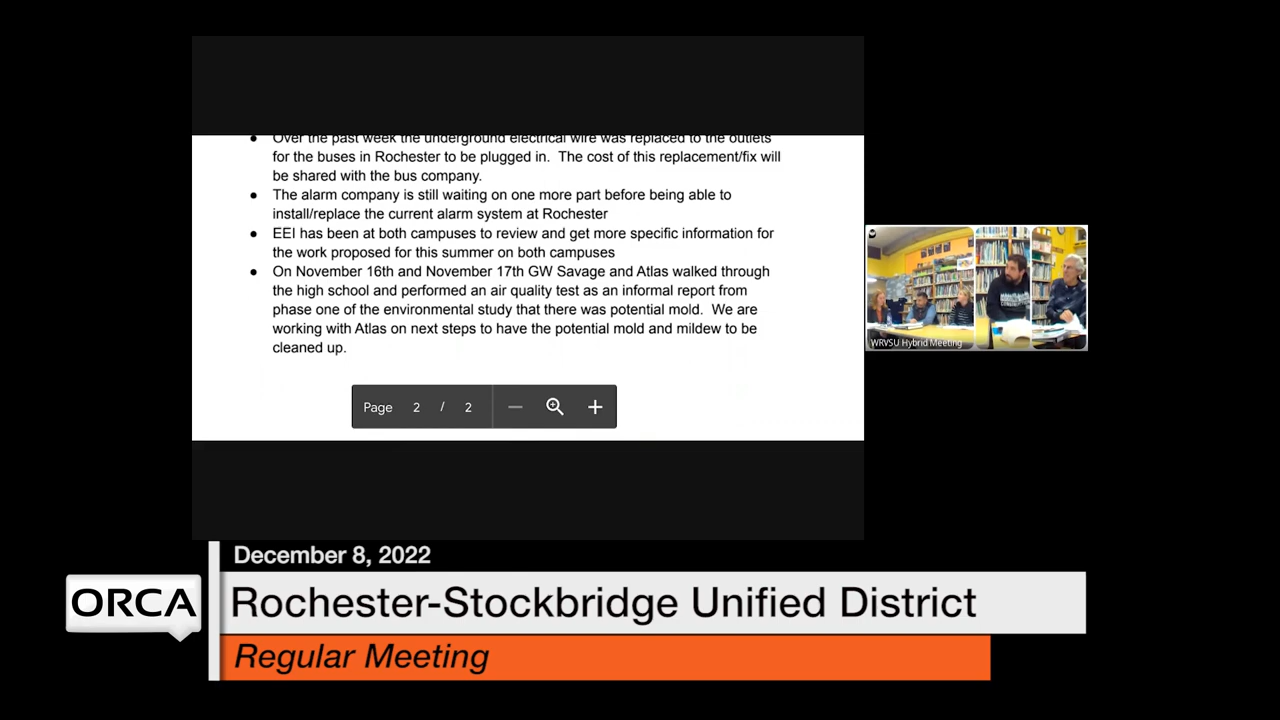 Over the past week the underground electrical wire was replaced to the outlets
for the buses in Rochester to be plugged in. The cost of this replacement/fix will
be shared with the bus company.
The alarm company is still waiting on one more part before being able to
install/replace the current alarm system at Rochester
EEI has been at both campuses to review and get more specific information for
the work proposed for this summer on both campuses
On November 16th and November 17th GW Savage and Atlas walked through
the high school and performed an air quality test as an informal report from
phase one of the environmental study that there was potential mold. We are
working with Atlas on next steps to have the potential mold and mildew to be
cleaned up.
Page 2 / 2
WRVSU Hybrid Meeting
December 8, 2022
ORCA
Rochester-Stockbridge Unified District
Regular Meeting